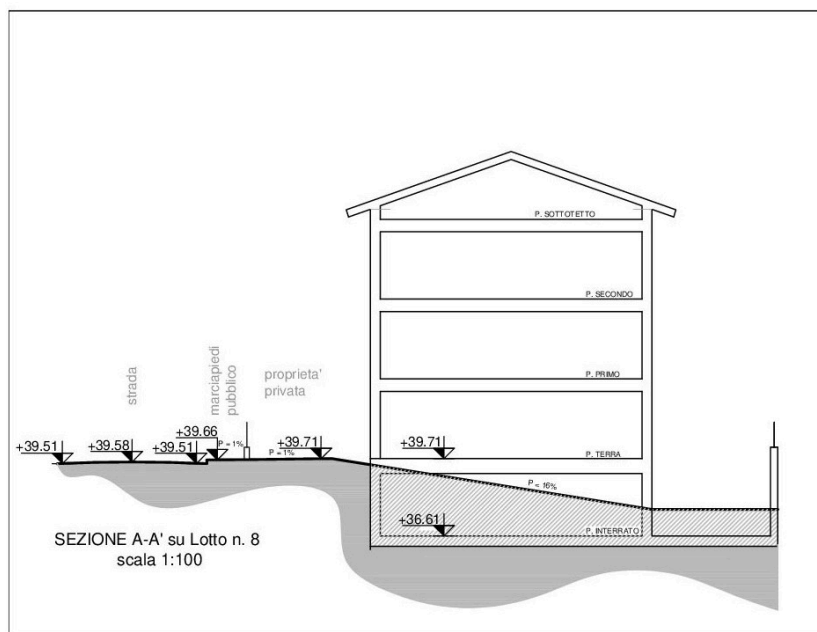 P. SOTTOTETTO
P. SECONDO
P. PRIMO
strada
marciapiedi
pubblico
proprieta'
privata
+39.51
+39.58
+39.51
+39.66
P = 1%
P = 1%
+39.71
+39.71
P. TERRA
P = 16%
+36.61
P. INTERRATO
SEZIONE A-A' su Lotto n. 8
scala 1:100